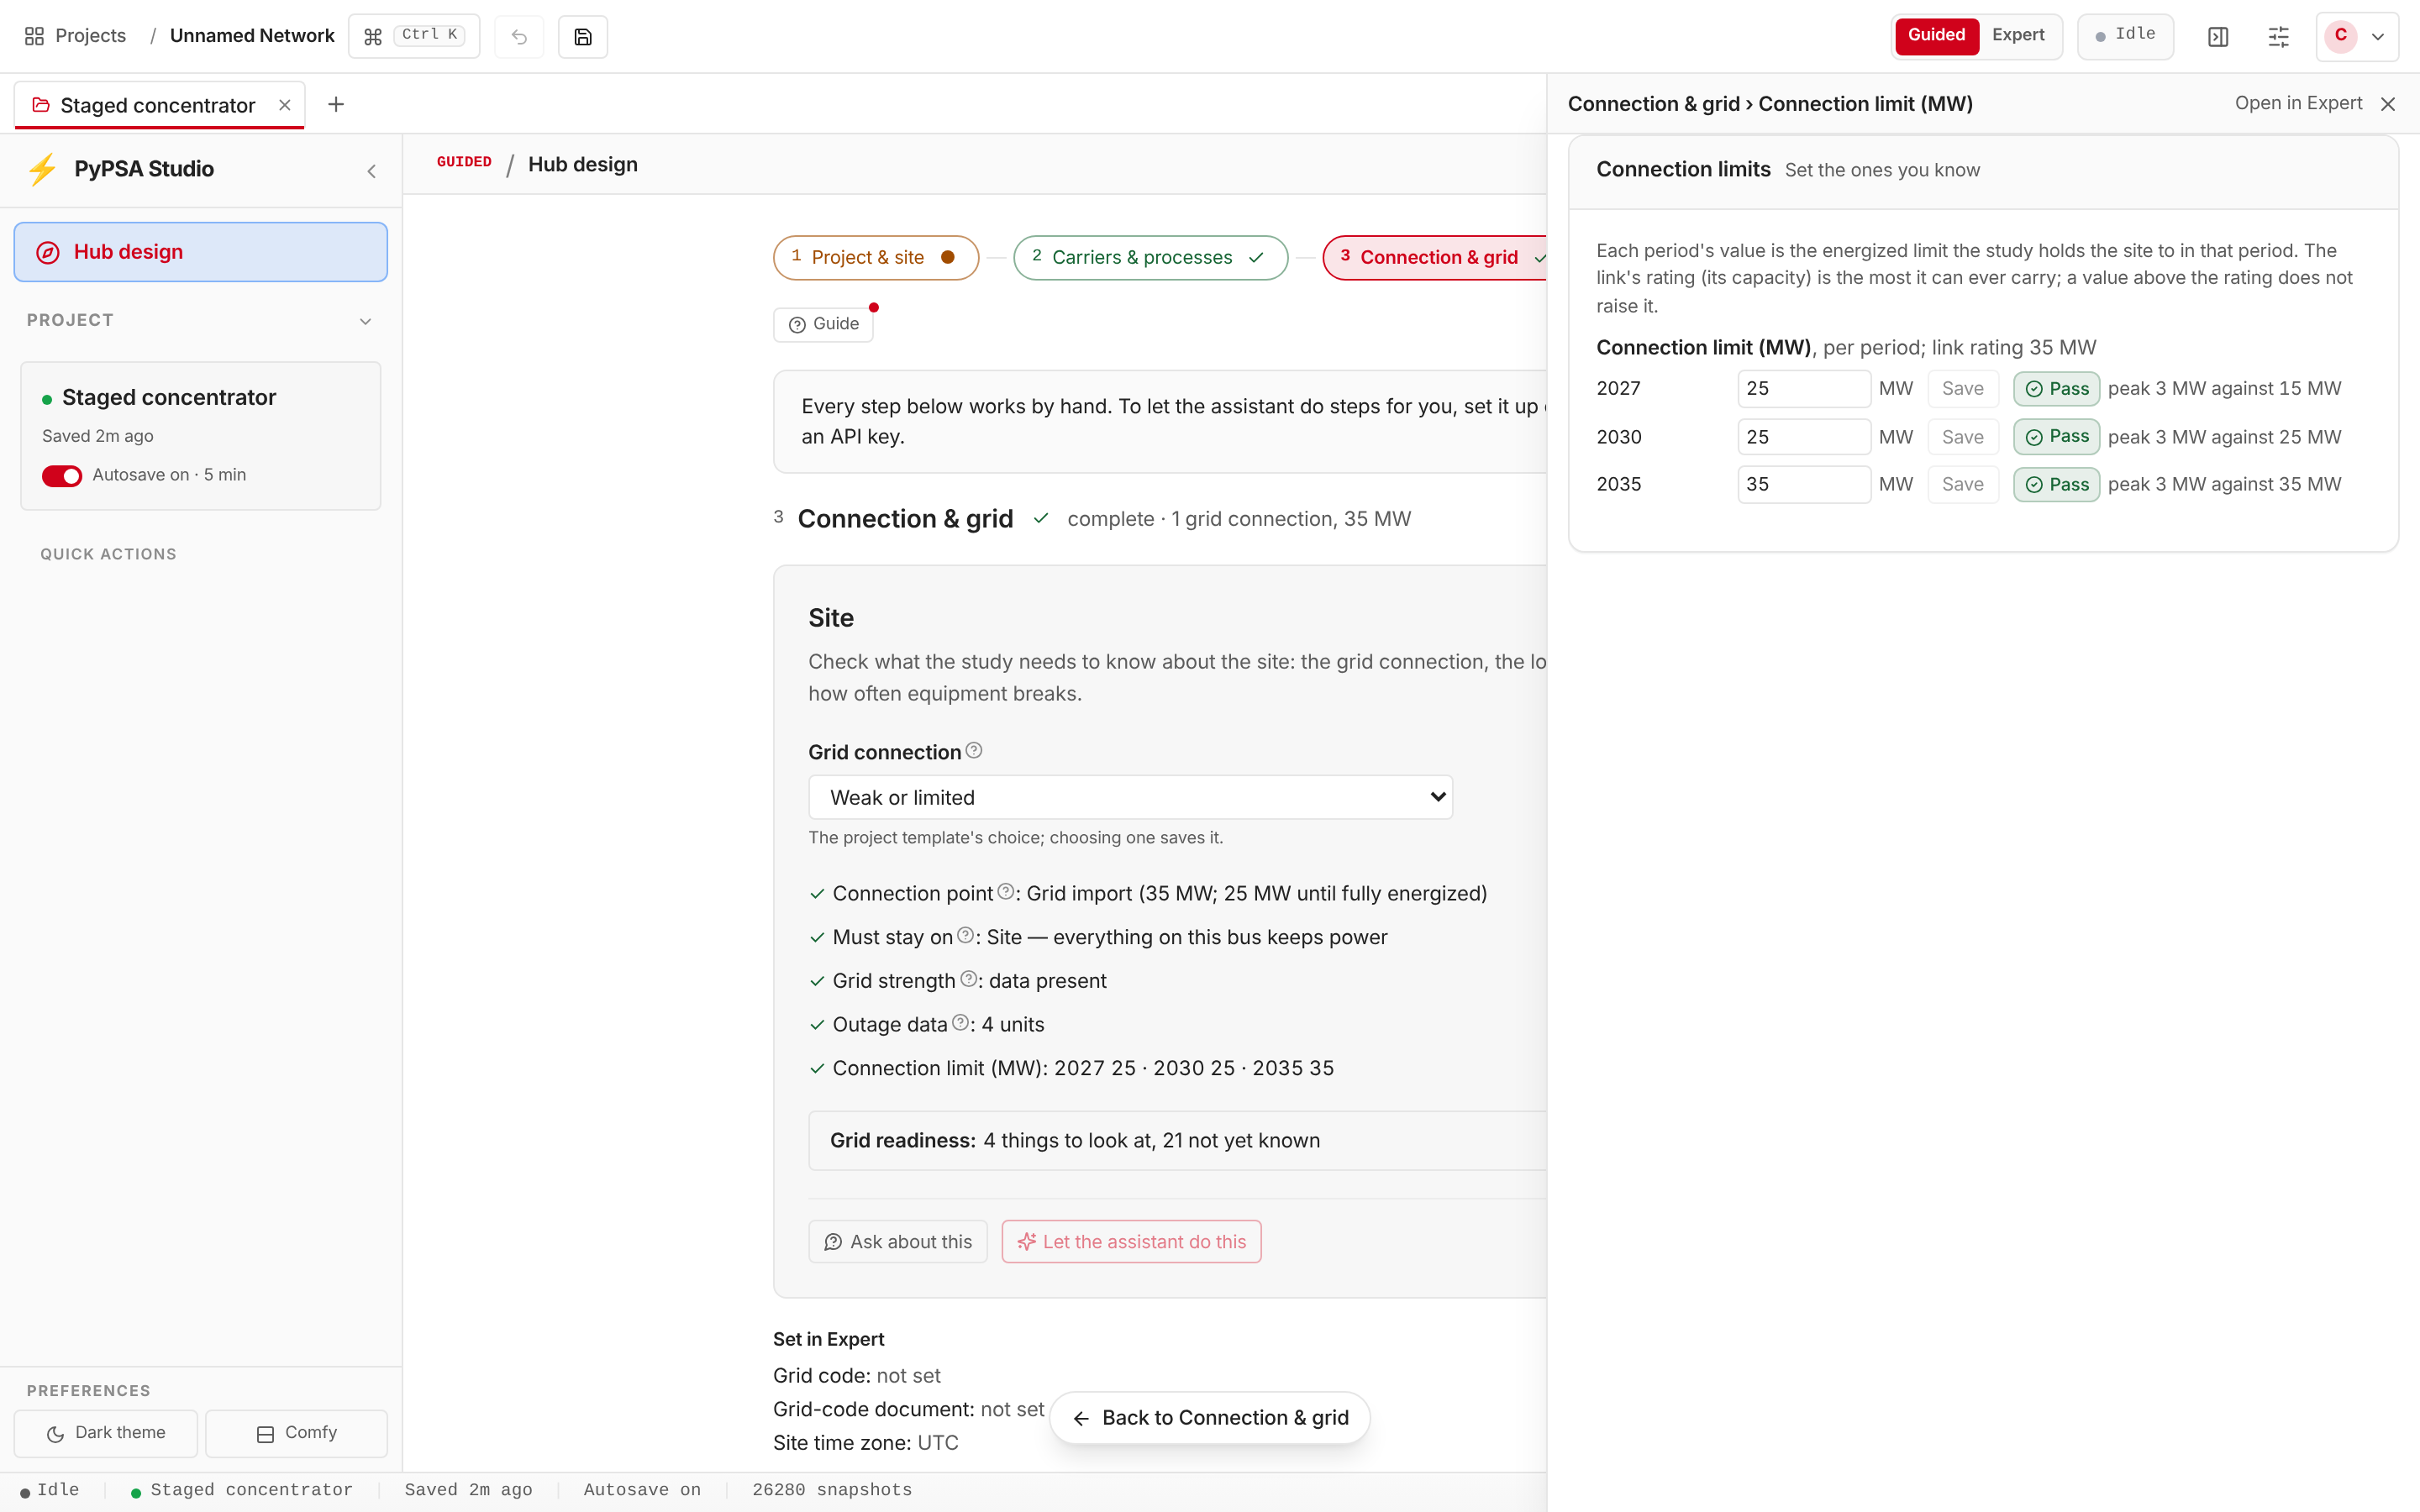 Projects / Unnamed Network
Ctrl K
Guided Expert
Idle
C
Staged concentrator
PyPSA Studio
Hub design
PROJECT
Staged concentrator
Saved 2m ago
Autosave on · 5 min
QUICK ACTIONS
PREFERENCES
Dark theme
Comfy
GUIDED / Hub design
1 Project & site
2 Carriers & processes
3 Connection & grid
Guide
Every step below works by hand. To let the assistant do steps for you, set it up
an API key.
3 Connection & grid complete · 1 grid connection, 35 MW
Site
Check what the study needs to know about the site: the grid connection, the lo
how often equipment breaks.
Grid connection
Weak or limited
The project template's choice; choosing one saves it.
Connection point: Grid import (35 MW; 25 MW until fully energized)
Must stay on: Site — everything on this bus keeps power
Grid strength: data present
Outage data: 4 units
Connection limit (MW): 2027 25 · 2030 25 · 2035 35
Grid readiness: 4 things to look at, 21 not yet known
Ask about this
Let the assistant do this
Set in Expert
Grid code: not set
Grid-code document: not set
Site time zone: UTC
Back to Connection & grid
Connection & grid › Connection limit (MW)
Open in Expert
Connection limits Set the ones you know
Each period's value is the energized limit the study holds the site to in that period. The
link's rating (its capacity) is the most it can ever carry; a value above the rating does not
raise it.
Connection limit (MW), per period; link rating 35 MW
2027 25 MW Save Pass peak 3 MW against 15 MW
2030 25 MW Save Pass peak 3 MW against 25 MW
2035 35 MW Save Pass peak 3 MW against 35 MW
Idle
Staged concentrator
Saved 2m ago
Autosave on
26280 snapshots